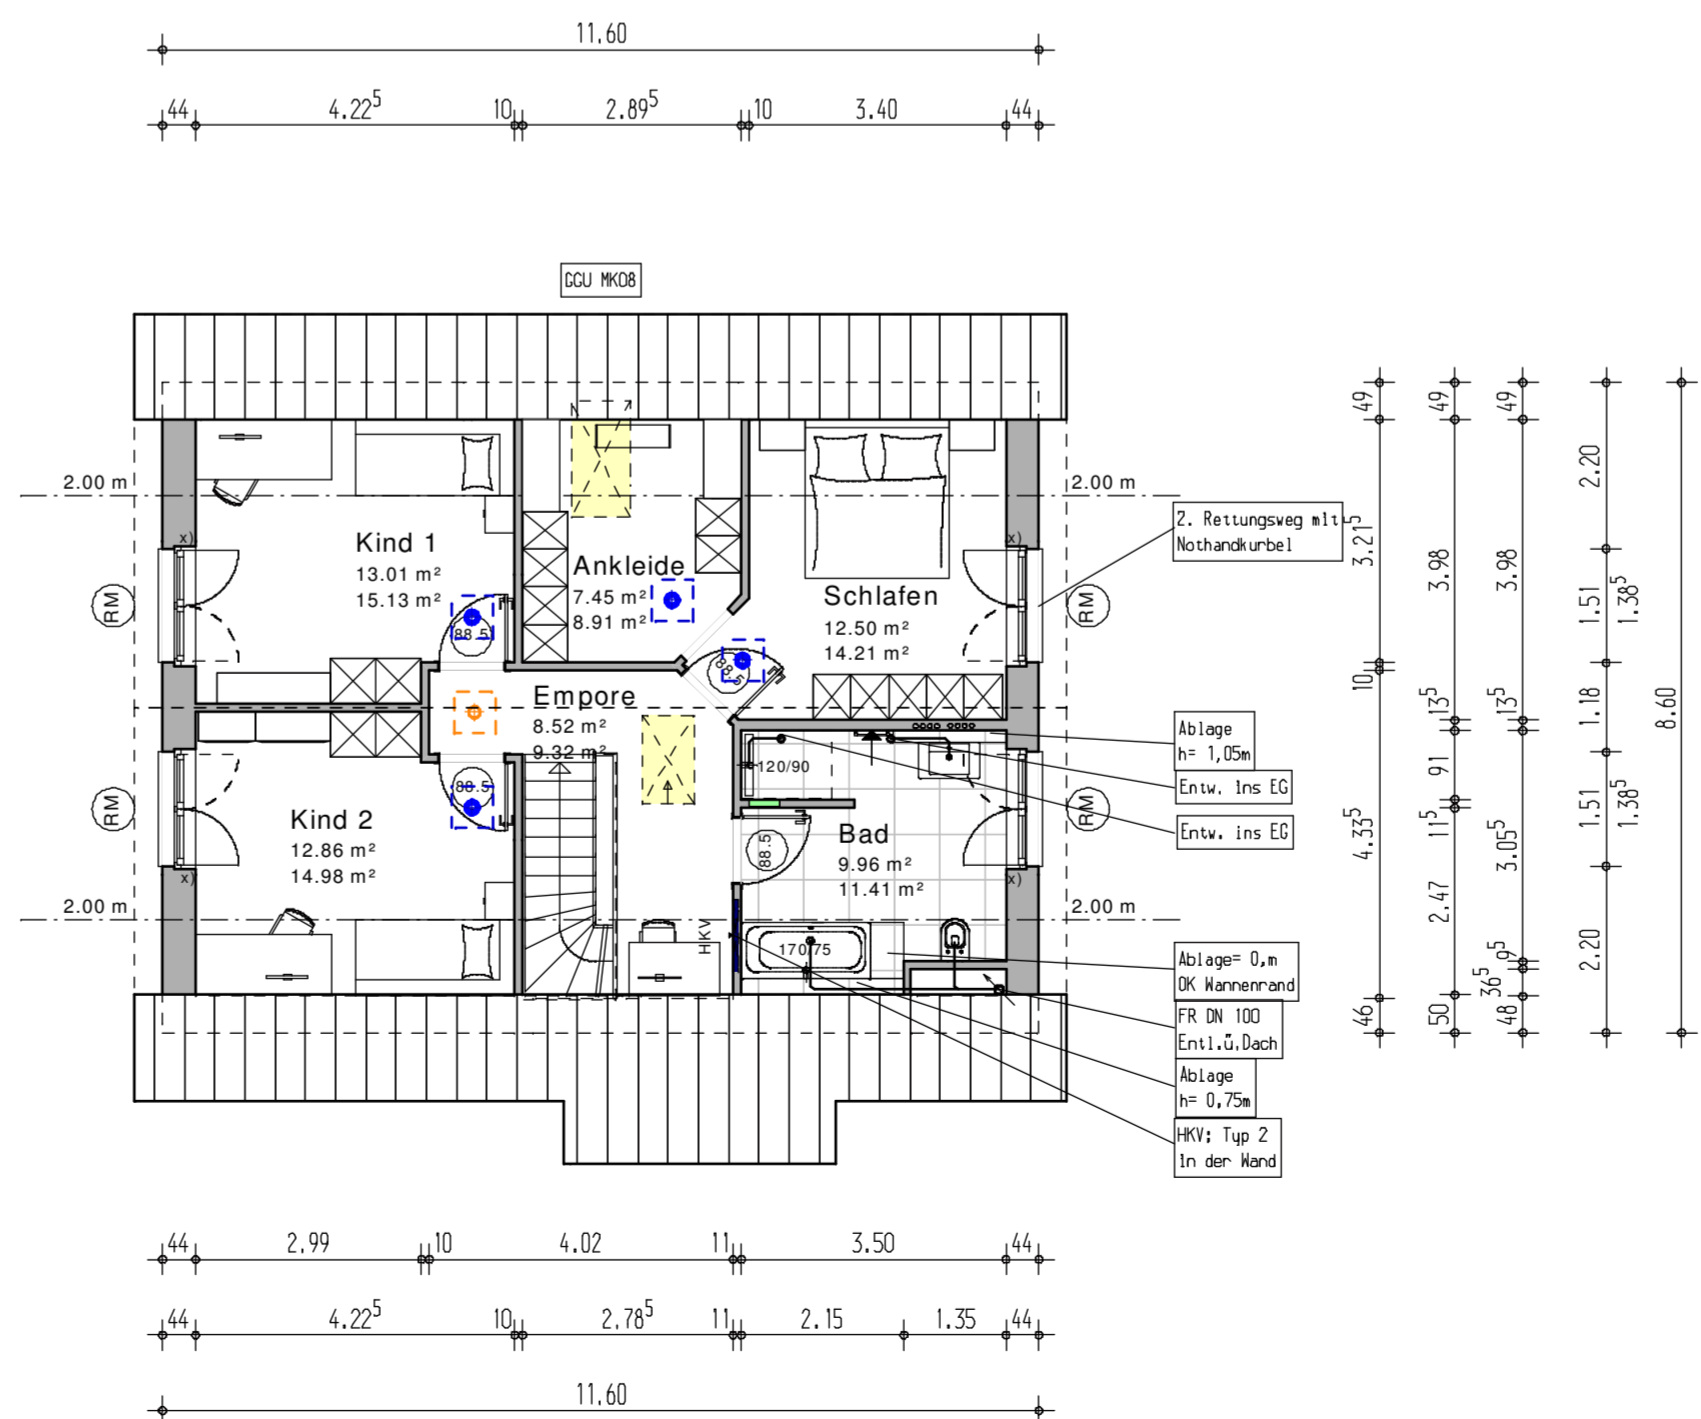 11,60
44 4.22⁵ 10 2.89⁵ 10 3.40 44
GGU MK08
2.00 m
2.00 m
Z. Rettungsweg mit
Nothandkurbel
Kind 1
13.01 m²
15.13 m²
Ankleide
7.45 m²
8.91 m²
Schlafen
12.50 m²
14.21 m²
x)
x)
RM
RM
88.5
88.5
Empore
8.52 m²
9.32 m²
Ablage
h= 1,05m
Entw. ins EG
Entw. ins EG
120/90
88.5
RM
RM
Kind 2
12.86 m²
14.98 m²
Bad
9.96 m²
11.41 m²
88.5
x)
x)
2.00 m
2.00 m
HKV
170/75
Ablage= 0,m
OK Wannenrand
FR DN 100
Entl.ü.Dach
Ablage
h= 0,75m
HKV; Typ 2
in der Wand
49 3.21⁵ 10 4.33⁵ 46
49 3.98 13⁵ 91 11⁵ 2.47 50
49 3.98 13⁵ 3.05⁵ 9⁵ 36⁵ 48
2.20 1.51 1.38⁵ 1.18 1.51 1.38⁵ 2.20
8.60
44 2.99 10 4.02 11 3.50 44
44 4.22⁵ 10 2.78⁵ 11 2.15 1.35 44
11,60